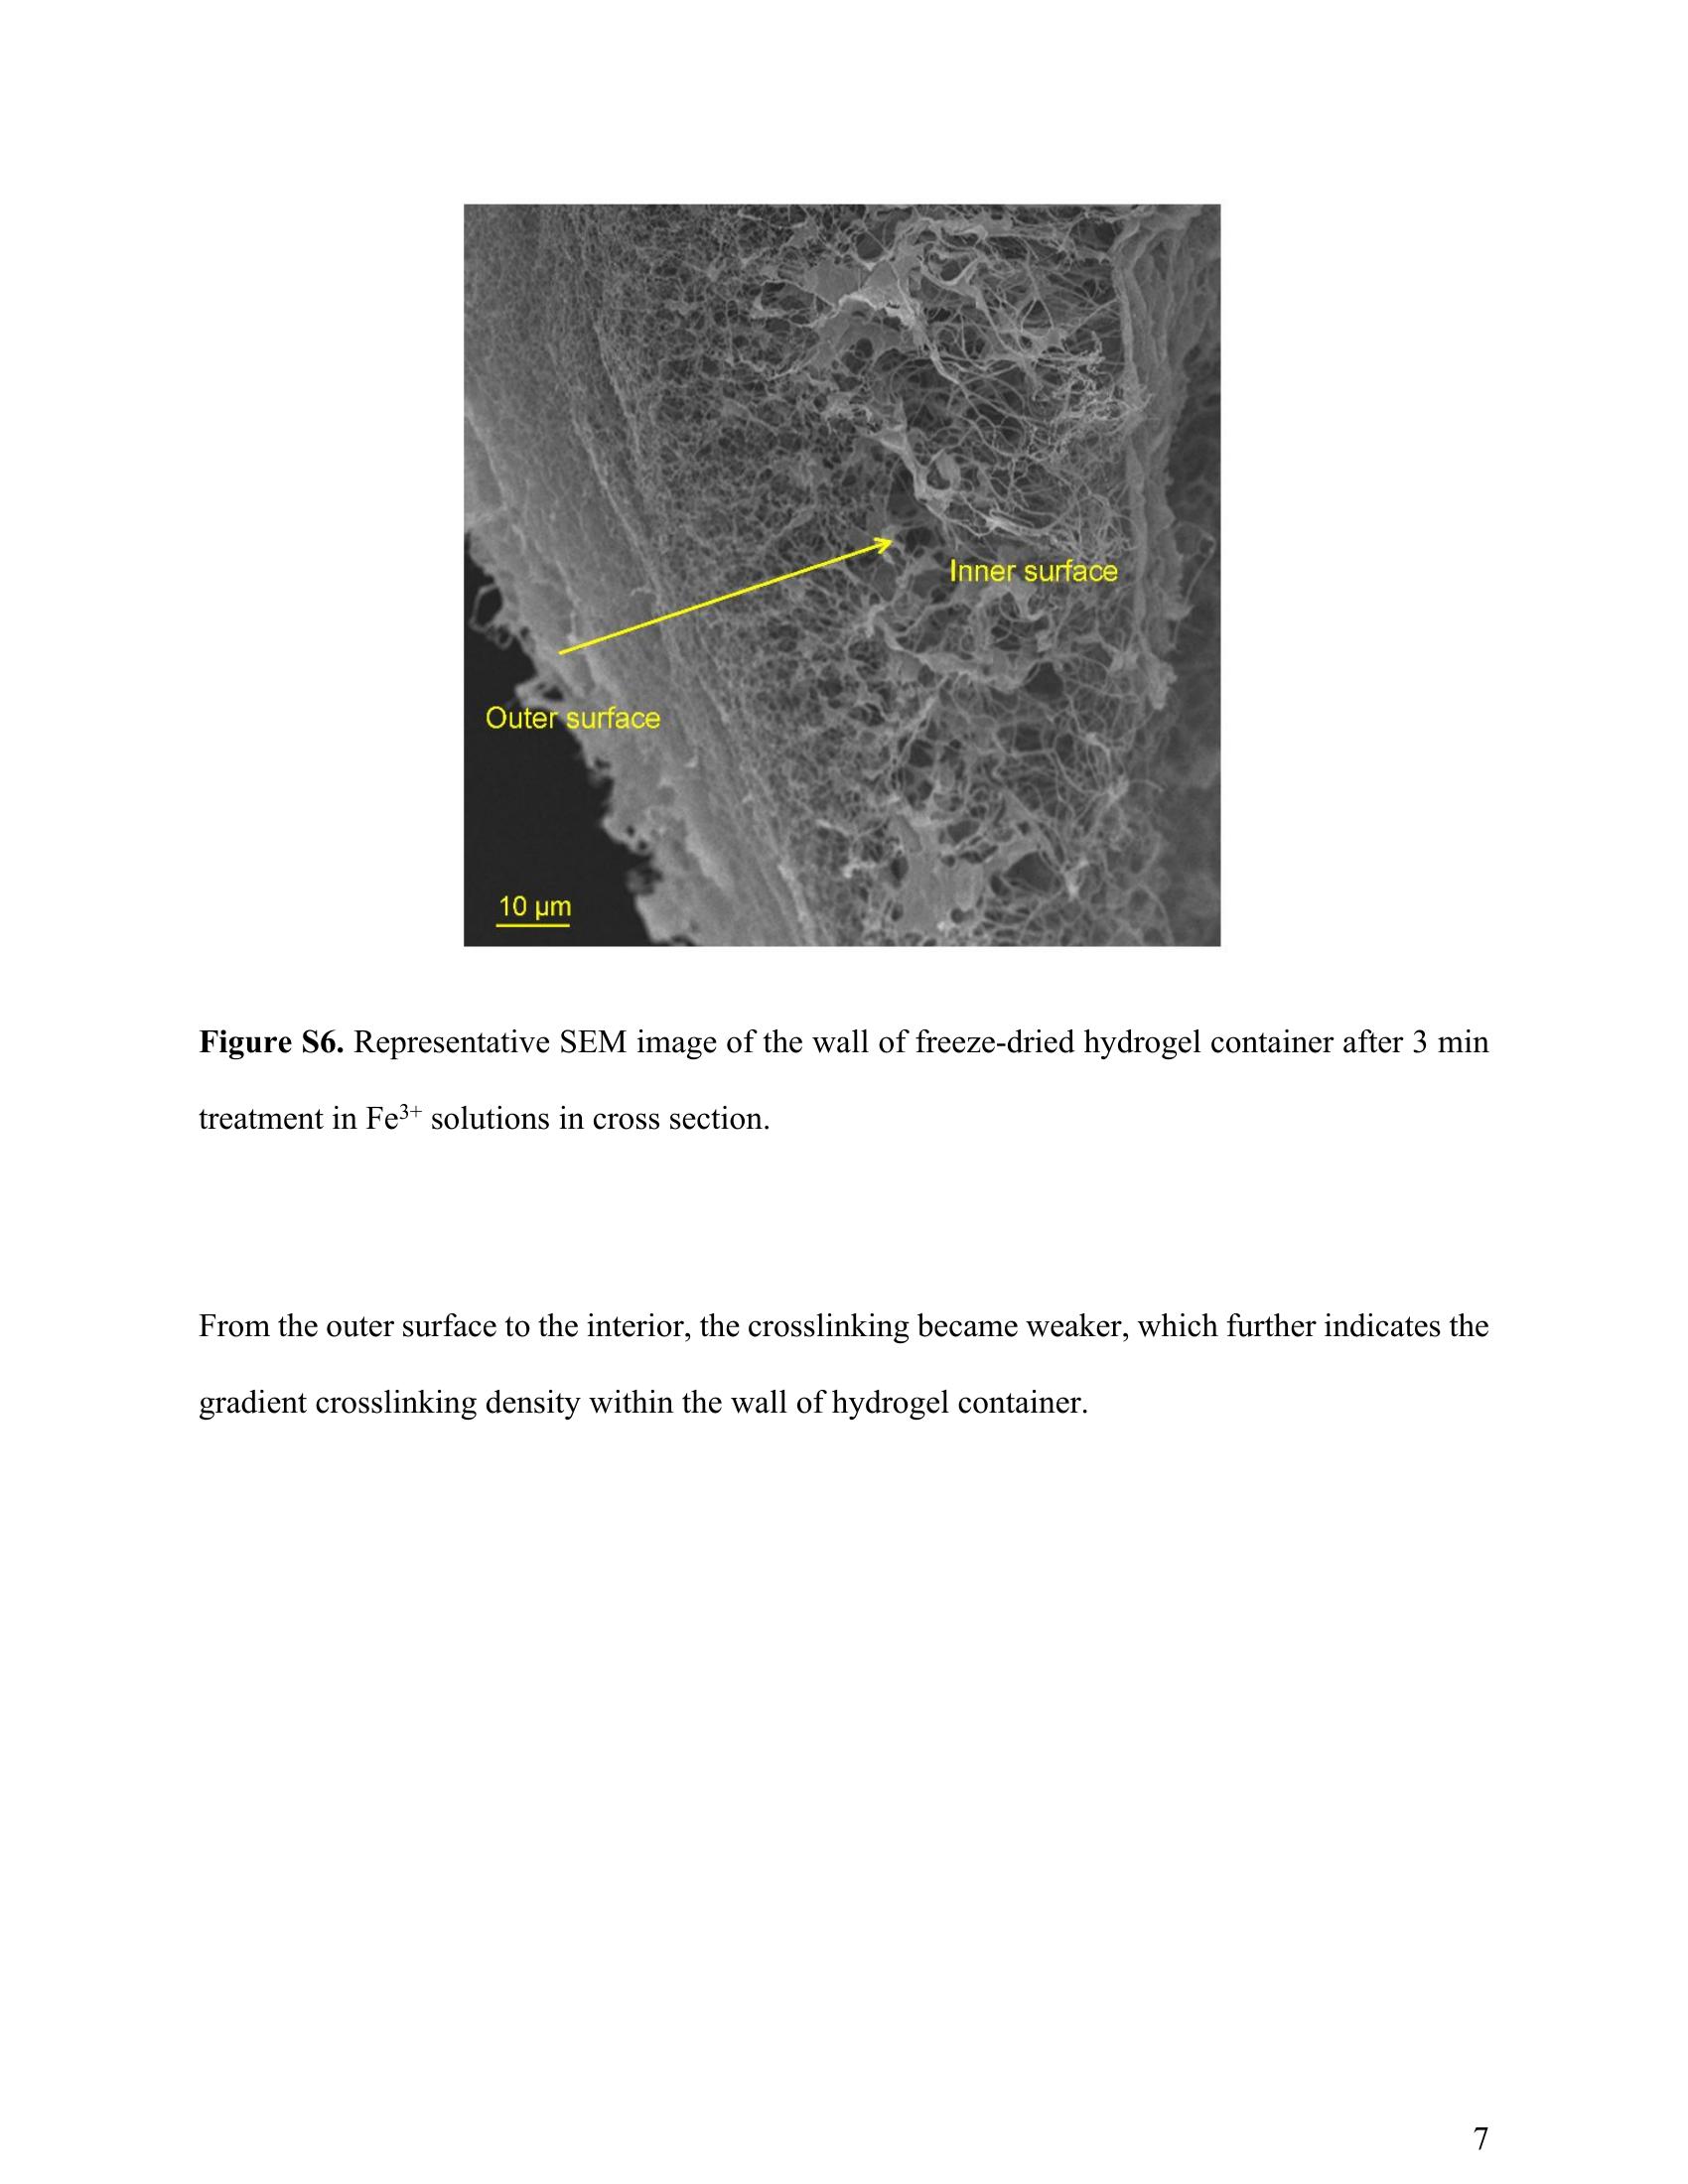 Inner surface
Outer surface
10 µm
Figure S6. Representative SEM image of the wall of freeze-dried hydrogel container after 3 min
treatment in Fe³⁺ solutions in cross section.
From the outer surface to the interior, the crosslinking became weaker, which further indicates the
gradient crosslinking density within the wall of hydrogel container.
7